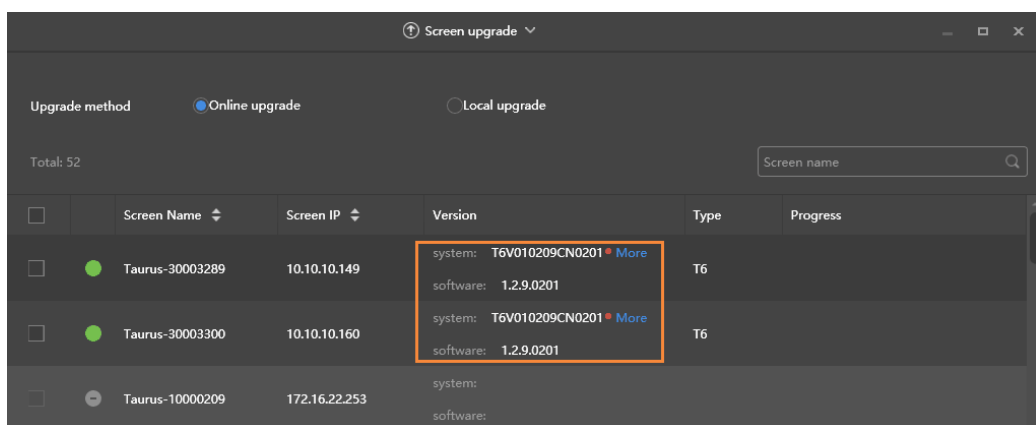 Screen upgrade
Upgrade method Online upgrade Local upgrade
Total: 52 Screen name
Screen Name Screen IP Version Type Progress
system: T6V010209CN0201 More
Taurus-30003289 10.10.10.149 T6
software: 1.2.9.0201
system: T6V010209CN0201 More
Taurus-30003300 10.10.10.160 T6
software: 1.2.9.0201
system:
Taurus-10000209 172.16.22.253
software: